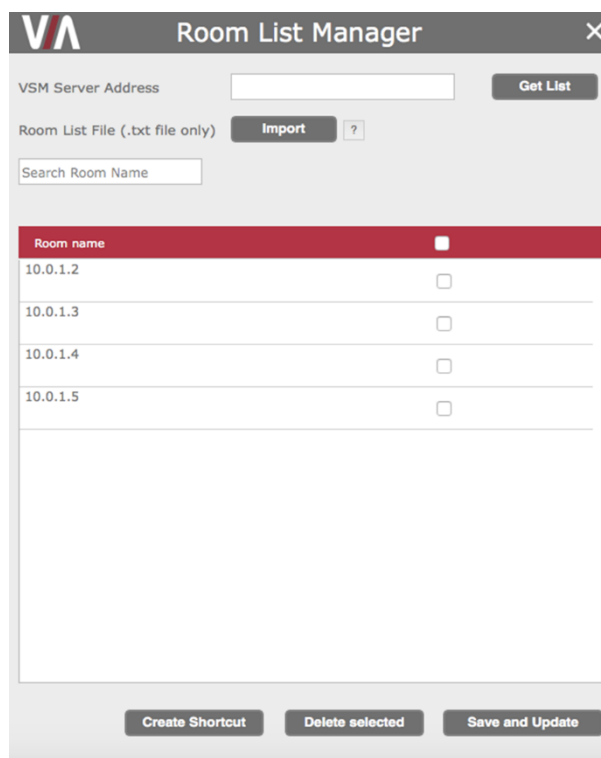 VIA Room List Manager ×
VSM Server Address Get List
Room List File (.txt file only) Import ?
Search Room Name
Room name
10.0.1.2
10.0.1.3
10.0.1.4
10.0.1.5
Create Shortcut Delete selected Save and Update